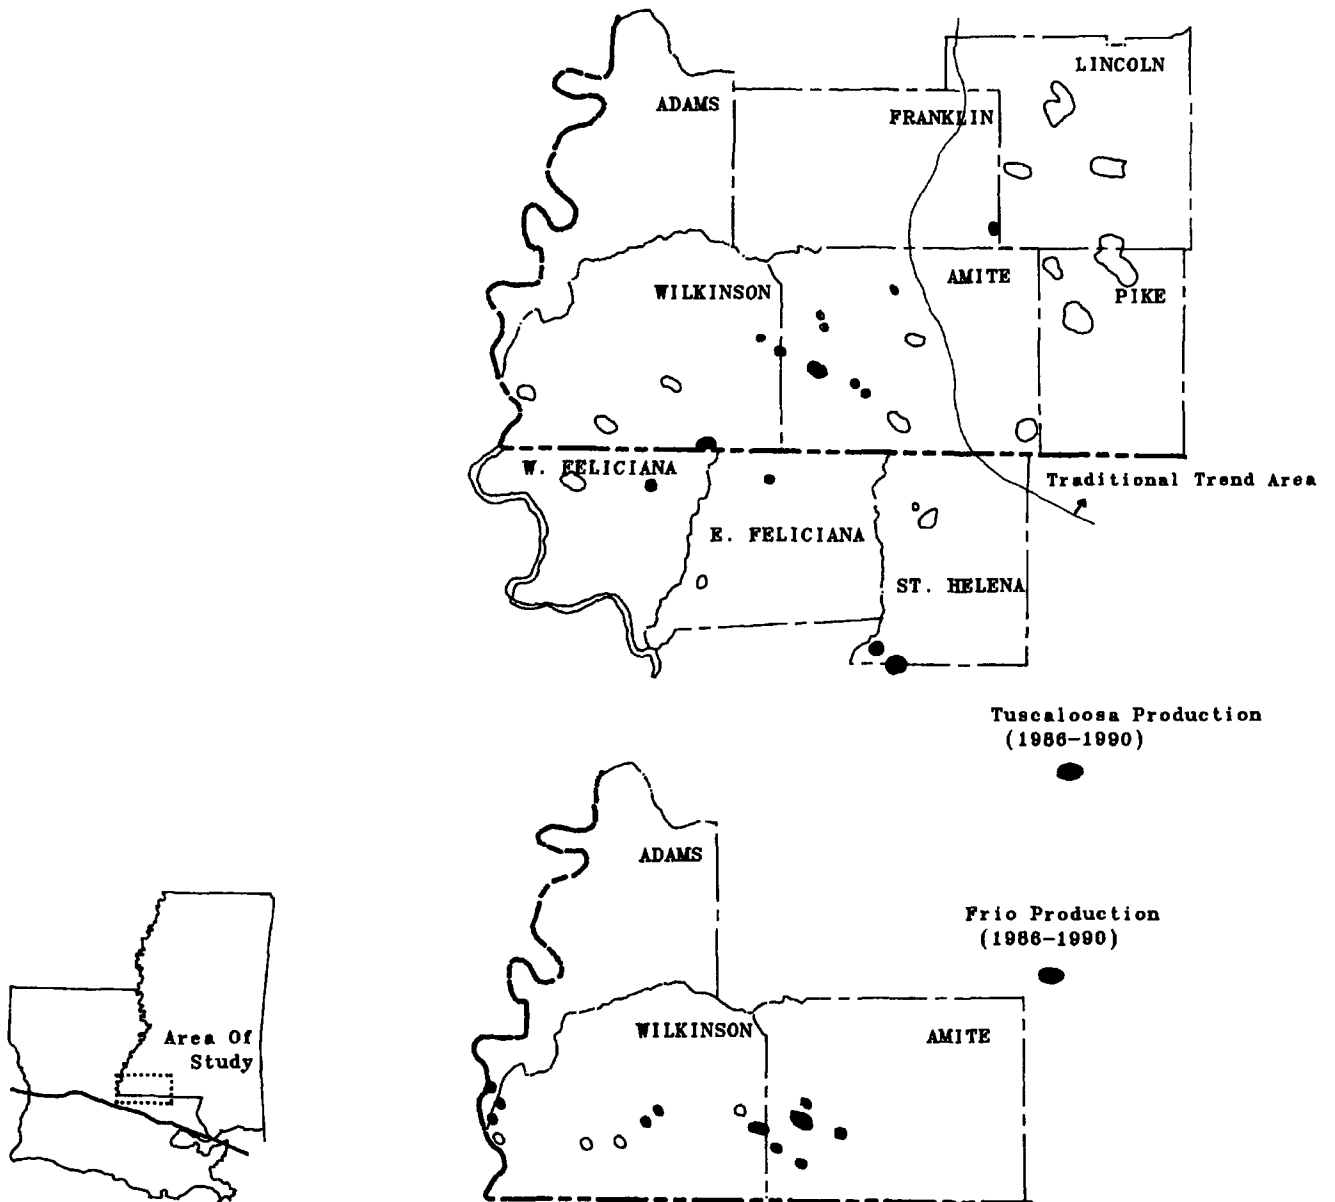 LINCOLN
ADAMS
FRANKLIN
WILKINSON
AMITE
PIKE
W. FELICIANA
Traditional Trend Area
E. FELICIANA
ST. HELENA
Tuscaloosa Production
(1986-1990)
ADAMS
Frio Production
(1986-1990)
WILKINSON
AMITE
Area Of
Study